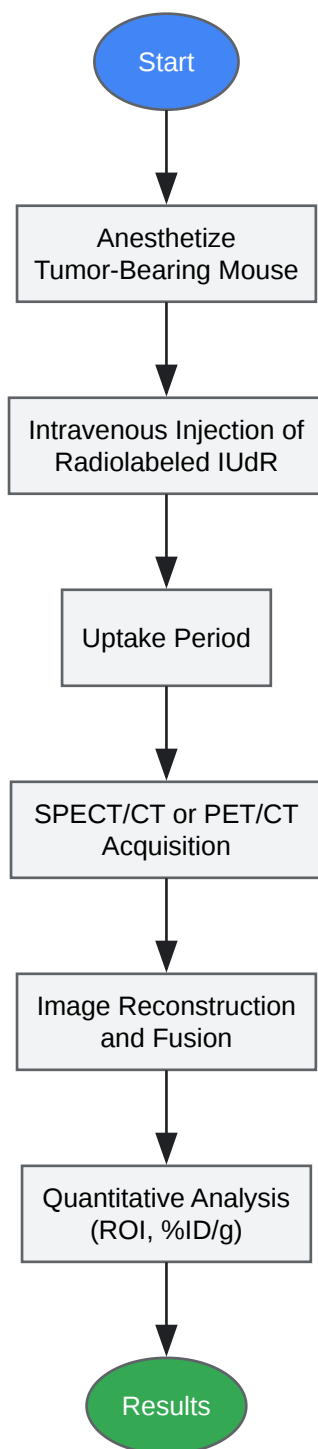 Start
Anesthetize
Tumor-Bearing Mouse
Intravenous Injection of
Radiolabeled IUdR
Uptake Period
SPECT/CT or PET/CT
Acquisition
Image Reconstruction
and Fusion
Quantitative Analysis
(ROI, %ID/g)
Results